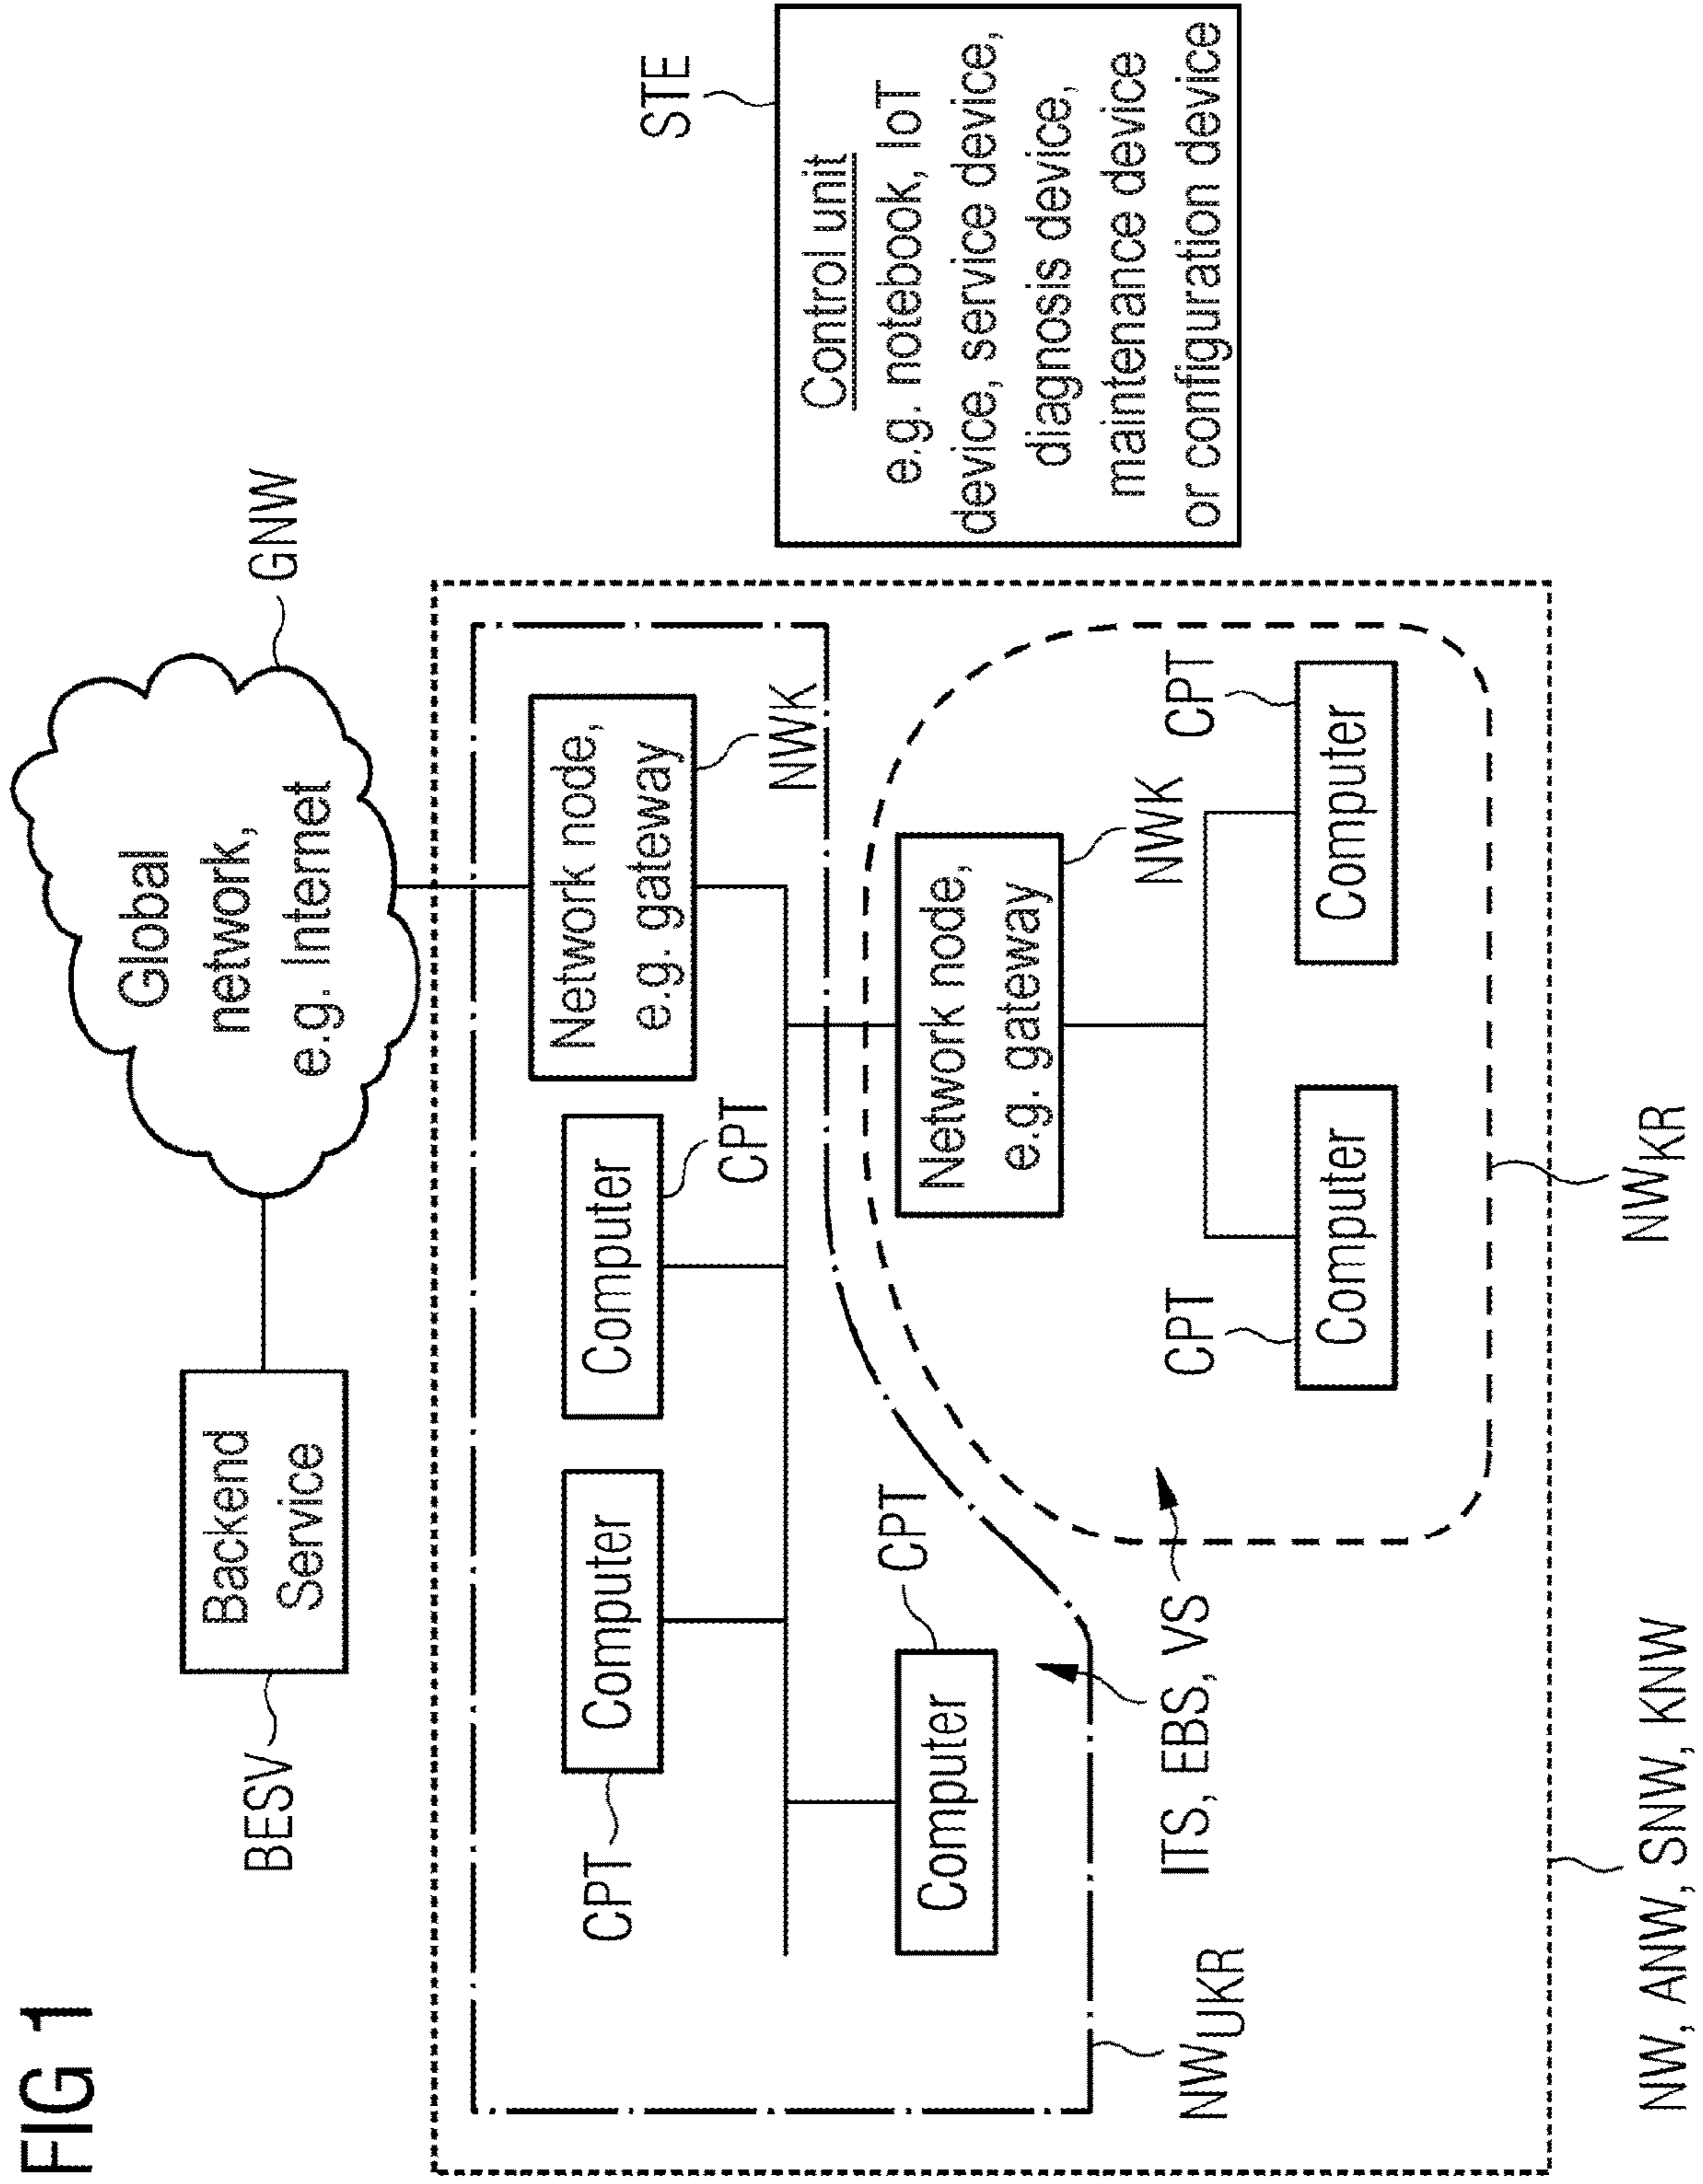 FIG 1
BESV
Backend
Service
Global
network,
e.g. Internet
GNW
STE
Control unit
e.g. notebook, IoT
device, service device,
diagnosis device,
maintenance device
or configuration device
CPT
Computer
Computer
CPT
Network node,
e.g. gateway
NWK
Computer
CPT
Network node,
e.g. gateway
NWK
CPT
Computer
CPT
Computer
NWUKR
ITS, EBS, VS
NWKR
NW, ANW, SNW, KNW